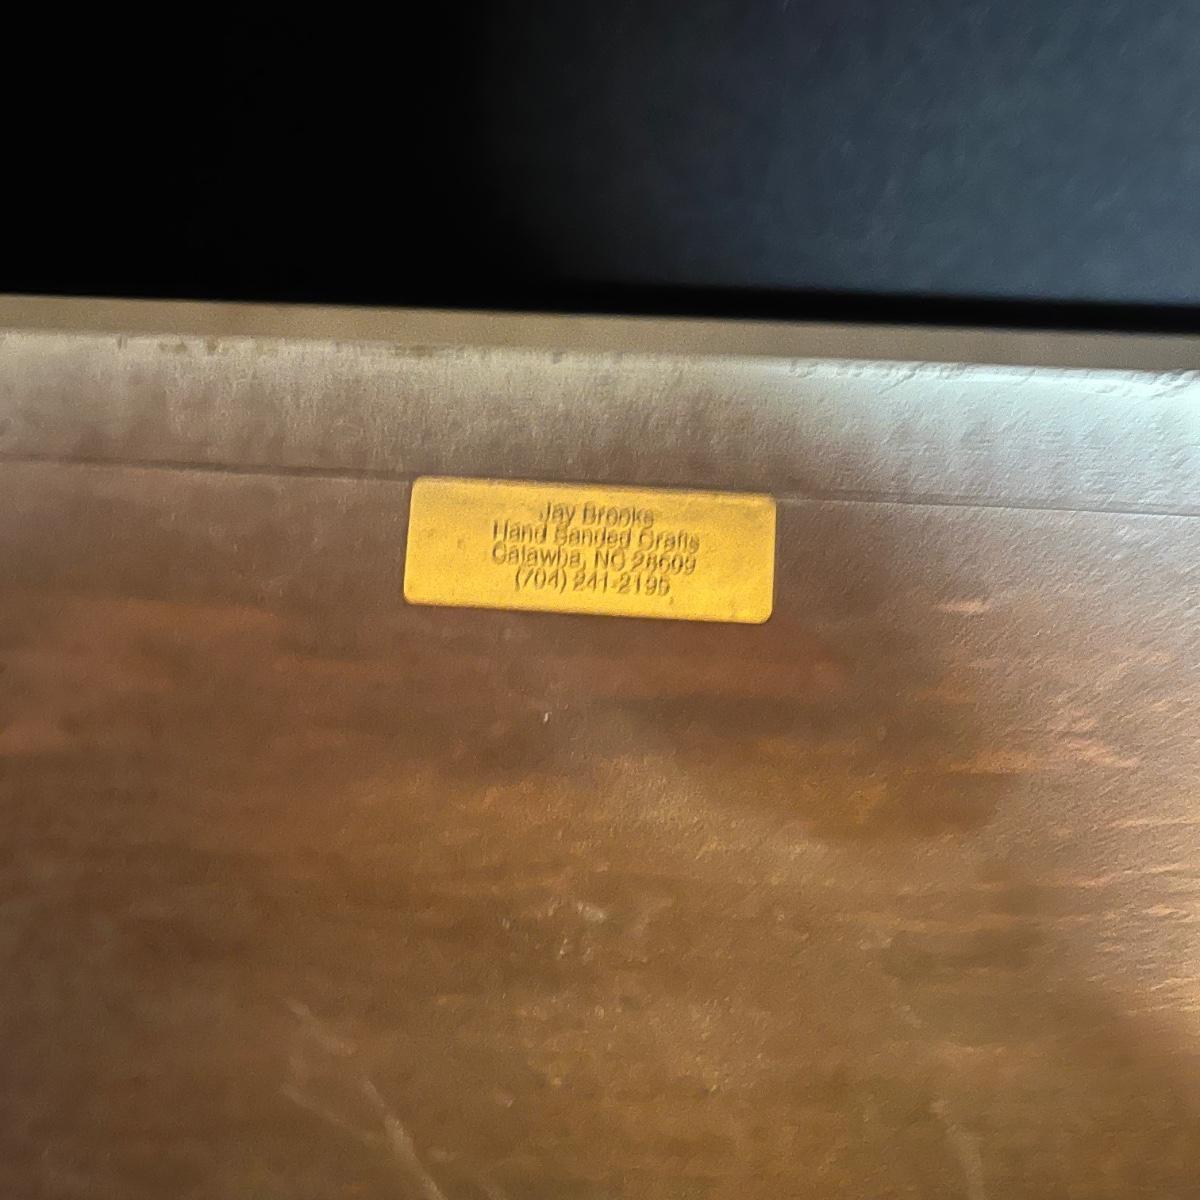 Jay Brooks
Hand Sanded Crafts
Catawba, NC 28609
(704) 241-2195